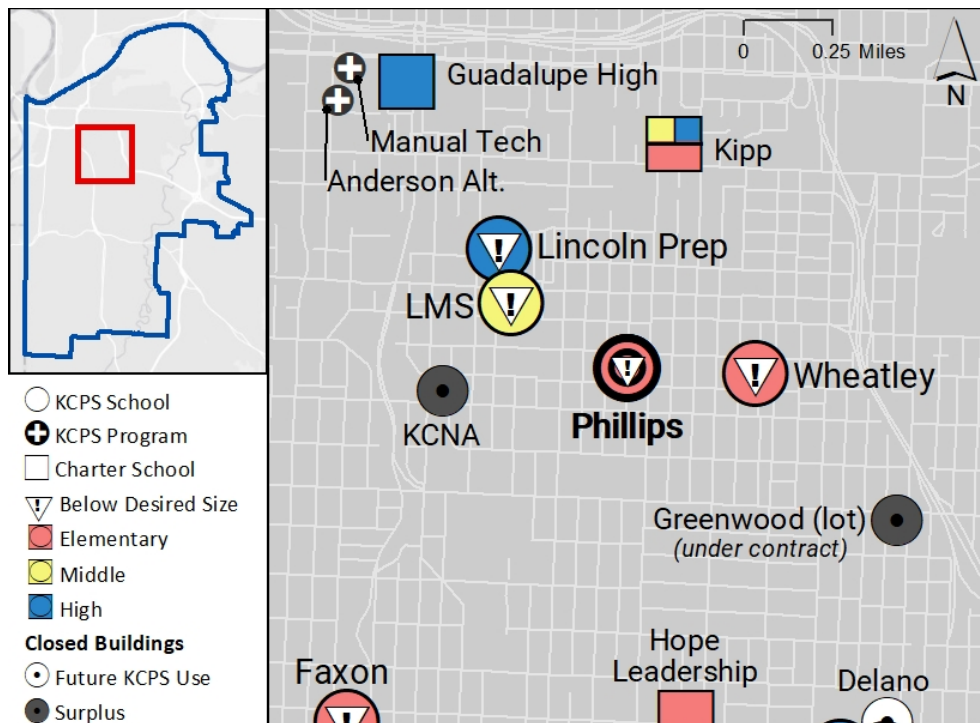 0 0.25 Miles
N
Guadalupe High
Manual Tech
Anderson Alt.
Kipp
Lincoln Prep
LMS
KCNA
Phillips
Wheatley
Greenwood (lot)
(under contract)
Faxon
Hope
Leadership
Delano
KCPS School
KCPS Program
Charter School
! Below Desired Size
Elementary
Middle
High
Closed Buildings
Future KCPS Use
Surplus